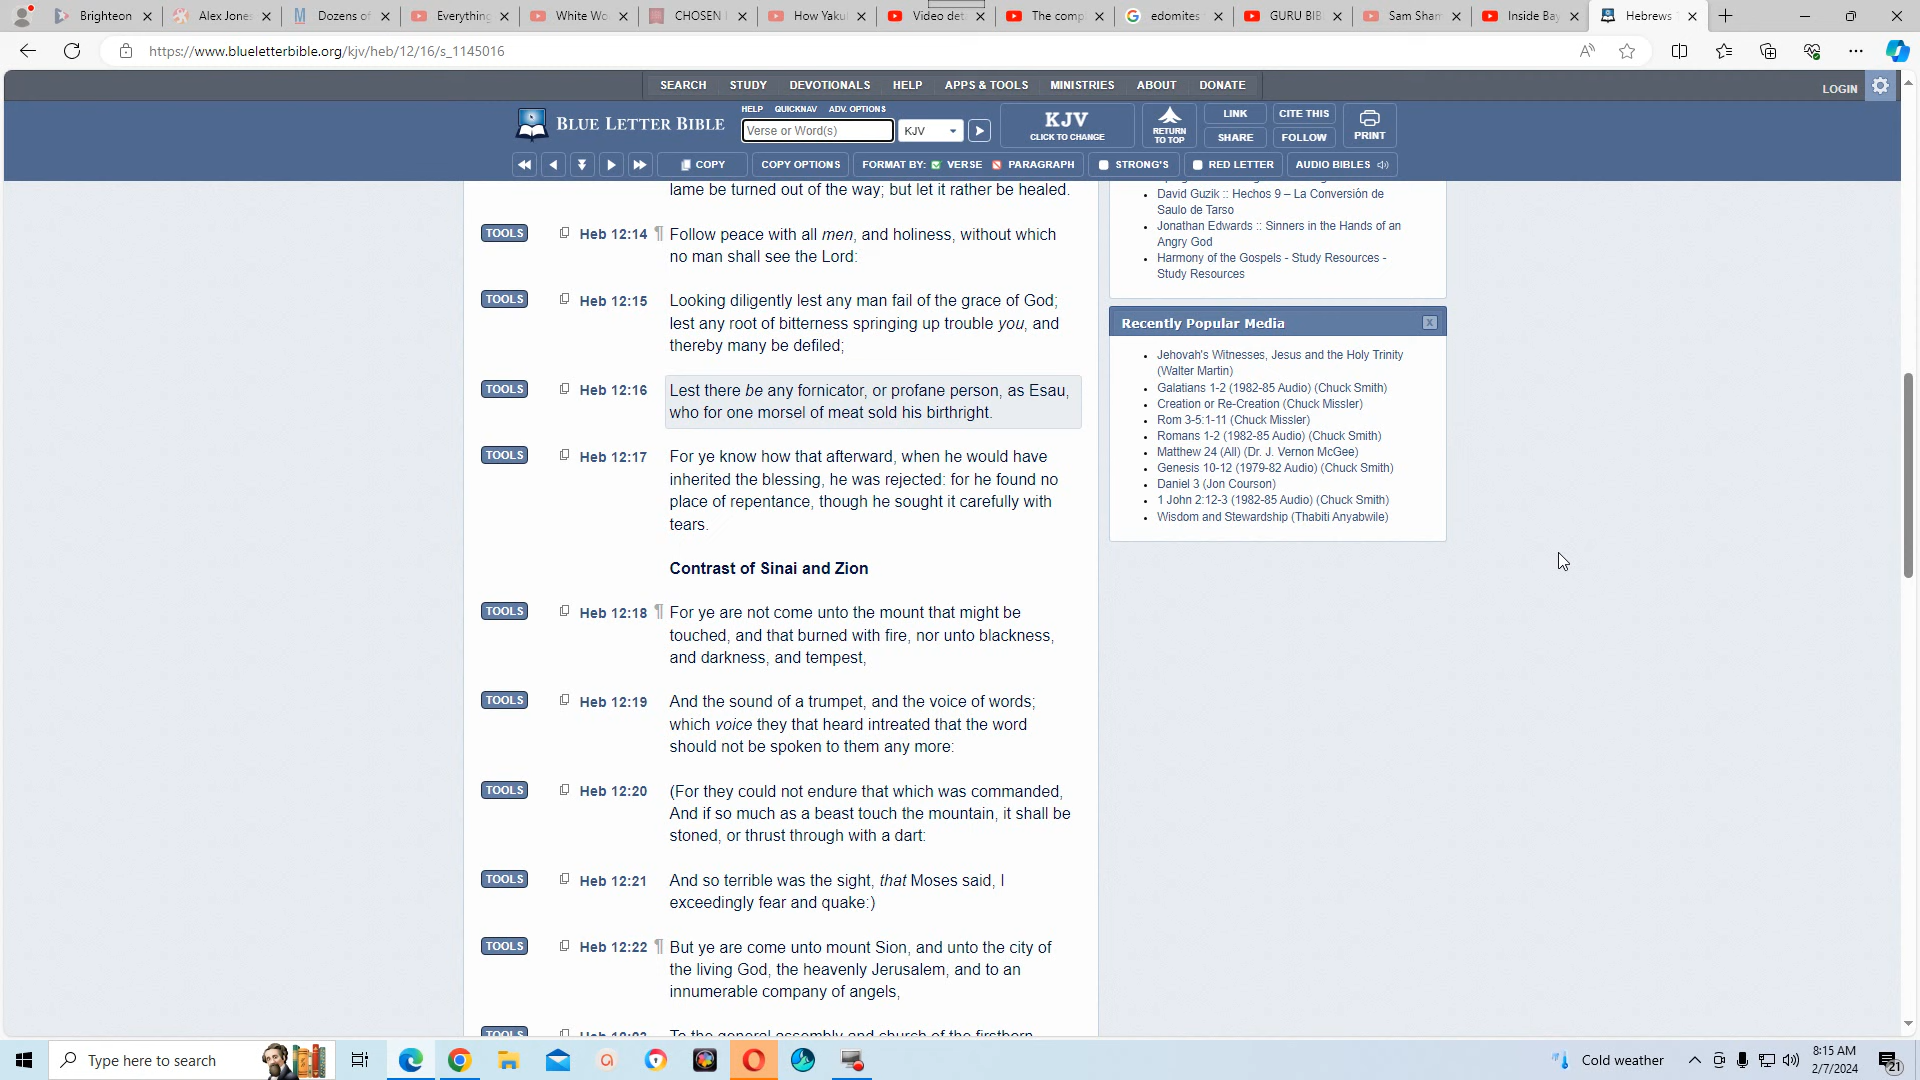 Brighteon
Alex Jone
Dozens of
Everything
White Wo
CHOSEN
How Yaku
Video det
The comp
edomites
GURU BIB
Sam Sham
Inside Bay
Hebrews
https://www.blueletterbible.org/kjv/heb/12/16/s_1145016
SEARCH STUDY DEVOTIONALS HELP APPS & TOOLS MINISTRIES ABOUT DONATE
LOGIN
BLUE LETTER BIBLE
HELP QUICKNAV ADV. OPTIONS
Verse or Word(s)
KJV
KJV
CLICK TO CHANGE
RETURN
TO TOP
LINK
CITE THIS
SHARE
FOLLOW
PRINT
COPY
COPY OPTIONS
FORMAT BY: VERSE PARAGRAPH
STRONG'S
RED LETTER
AUDIO BIBLES
lame be turned out of the way; but let it rather be healed.
TOOLS Heb 12:14 ¶ Follow peace with all men, and holiness, without which
no man shall see the Lord:
TOOLS Heb 12:15 Looking diligently lest any man fail of the grace of God;
lest any root of bitterness springing up trouble you, and
thereby many be defiled;
TOOLS Heb 12:16 Lest there be any fornicator, or profane person, as Esau,
who for one morsel of meat sold his birthright.
TOOLS Heb 12:17 For ye know how that afterward, when he would have
inherited the blessing, he was rejected: for he found no
place of repentance, though he sought it carefully with
tears.
Contrast of Sinai and Zion
TOOLS Heb 12:18 ¶ For ye are not come unto the mount that might be
touched, and that burned with fire, nor unto blackness,
and darkness, and tempest,
TOOLS Heb 12:19 And the sound of a trumpet, and the voice of words;
which voice they that heard intreated that the word
should not be spoken to them any more:
TOOLS Heb 12:20 (For they could not endure that which was commanded,
And if so much as a beast touch the mountain, it shall be
stoned, or thrust through with a dart:
TOOLS Heb 12:21 And so terrible was the sight, that Moses said, I
exceedingly fear and quake:)
TOOLS Heb 12:22 ¶ But ye are come unto mount Sion, and unto the city of
the living God, the heavenly Jerusalem, and to an
innumerable company of angels,
TOOLS Heb 12:23 To the general assembly and church of the firstborn,
David Guzik :: Hechos 9 – La Conversión de
Saulo de Tarso
Jonathan Edwards :: Sinners in the Hands of an
Angry God
Harmony of the Gospels - Study Resources -
Study Resources
Recently Popular Media
X
Jehovah's Witnesses, Jesus and the Holy Trinity
(Walter Martin)
Galatians 1-2 (1982-85 Audio) (Chuck Smith)
Creation or Re-Creation (Chuck Missler)
Rom 3-5:1-11 (Chuck Missler)
Romans 1-2 (1982-85 Audio) (Chuck Smith)
Matthew 24 (All) (Dr. J. Vernon McGee)
Genesis 10-12 (1979-82 Audio) (Chuck Smith)
Daniel 3 (Jon Courson)
1 John 2:12-3 (1982-85 Audio) (Chuck Smith)
Wisdom and Stewardship (Thabiti Anyabwile)
Type here to search
Cold weather
8:15 AM
2/7/2024
21